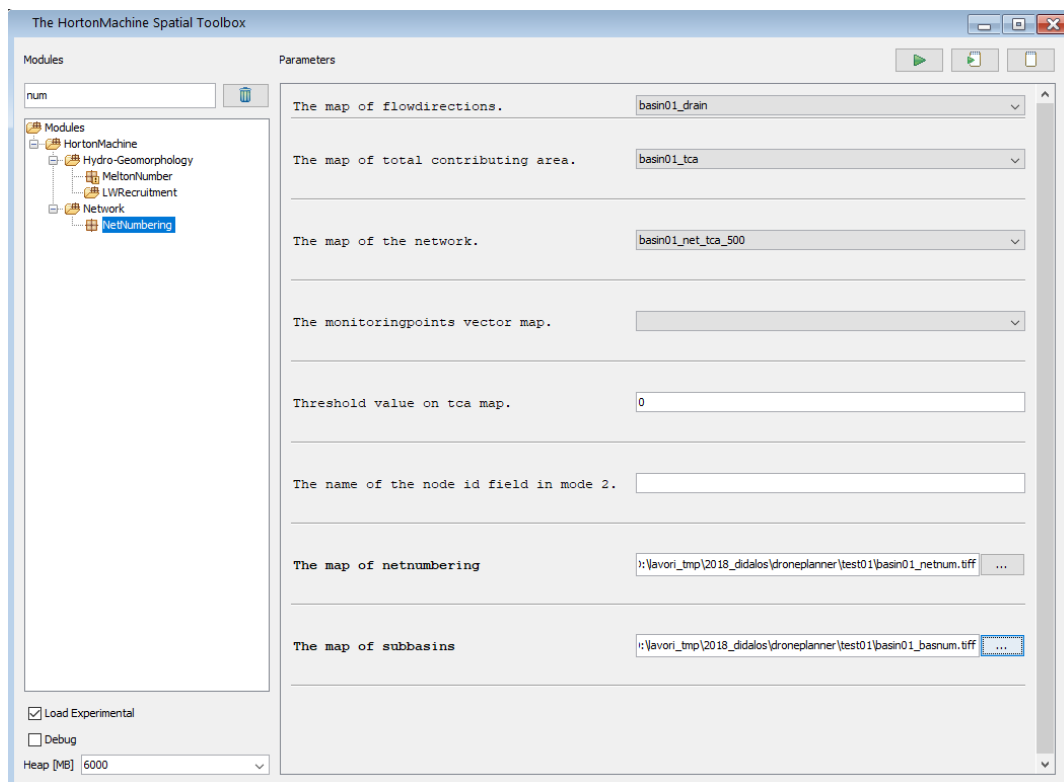 The HortonMachine Spatial Toolbox
Modules
Parameters
num
Modules
HortonMachine
Hydro-Geomorphology
MeltonNumber
LWRecruitment
Network
NetNumbering
Load Experimental
Debug
Heap [MB] 6000
The map of flowdirections. basin01_drain
The map of total contributing area. basin01_tca
The map of the network. basin01_net_tca_500
The monitoringpoints vector map.
Threshold value on tca map. 0
The name of the node id field in mode 2.
The map of netnumbering ):\lavori_tmp\2018_didalos\droneplanner\test01\basin01_netnum.tiff ...
The map of subbasins :\lavori_tmp\2018_didalos\droneplanner\test01\basin01_basnum.tiff ...